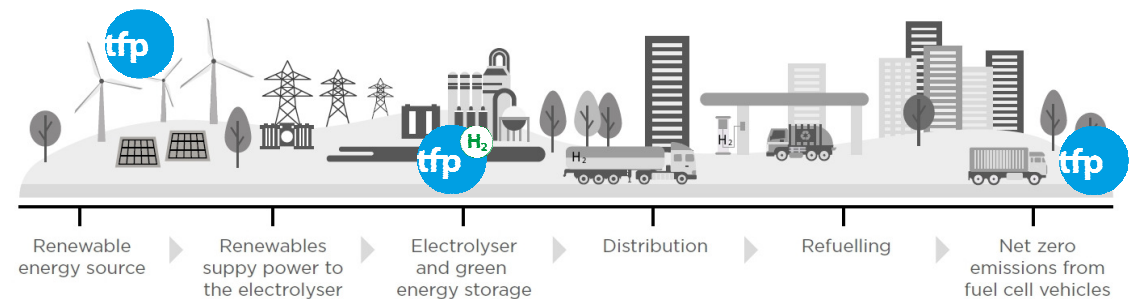 tfp
tfp
H2
H2
H2
tfp
Renewable
energy source
Renewables
suppy power to
the electrolyser
Electrolyser
and green
energy storage
Distribution
Refuelling
Net zero
emissions from
fuel cell vehicles